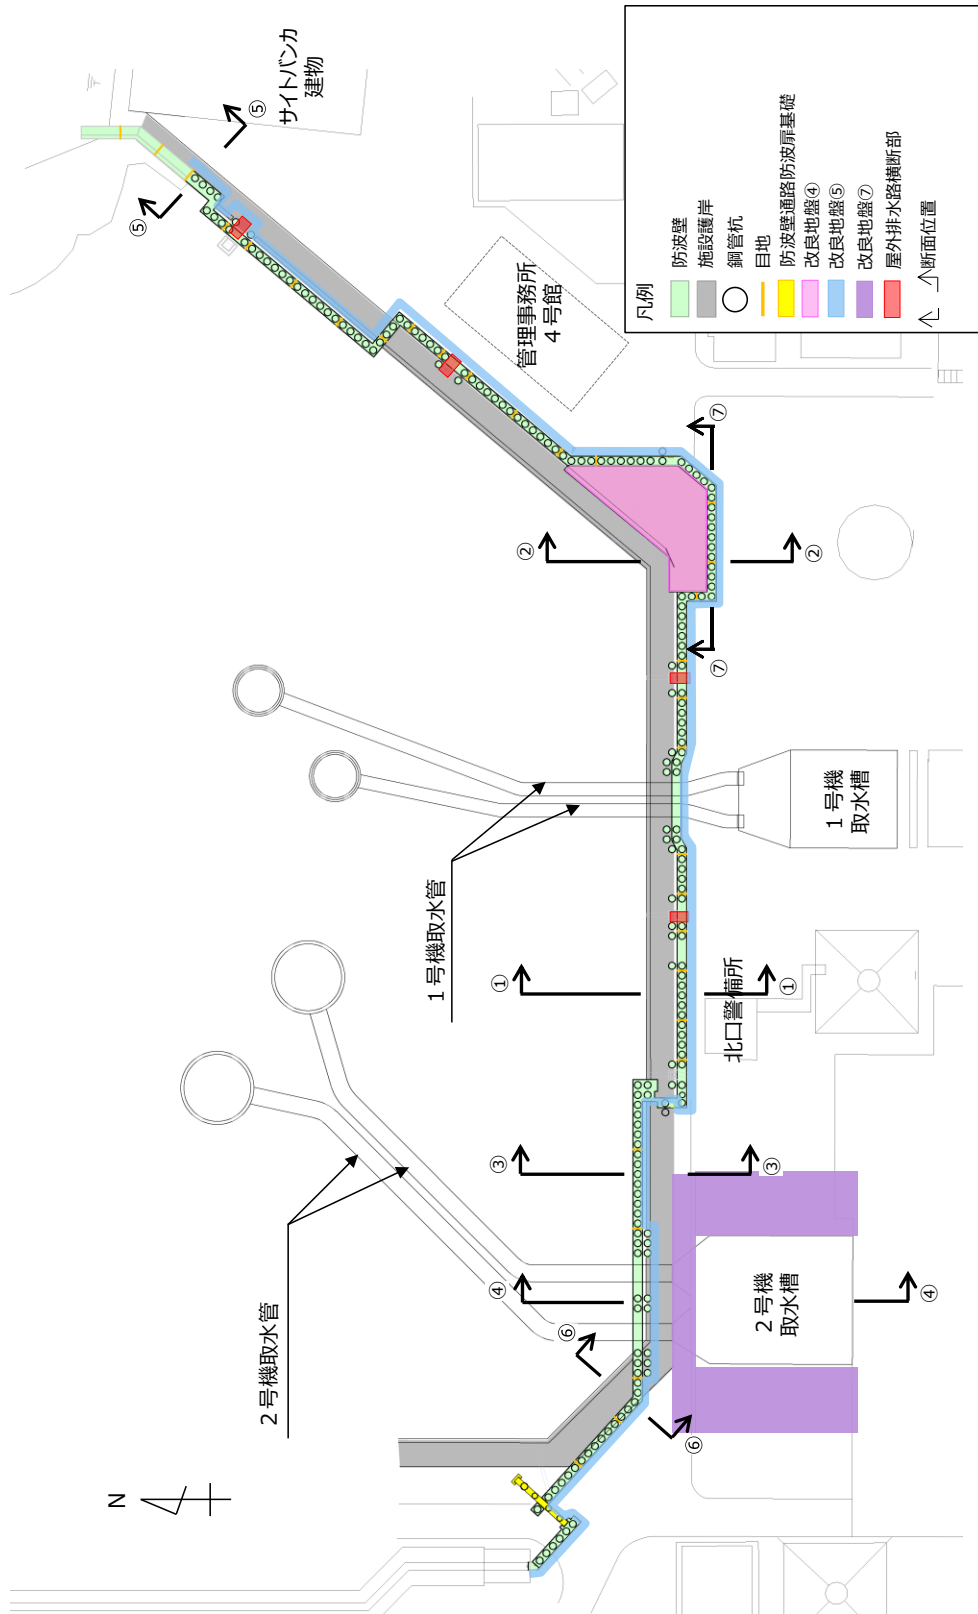 N
2号機取水管
1号機取水管
⑥
⑥
④
④
③
③
①
①
②
②
⑦
⑦
⑤
⑤
2号機
取水槽
北口警備所
1号機
取水槽
管理事務所
4号館
サイトバンカ
建物
凡例
防波壁
施設護岸
鋼管杭
目地
防波壁通路防波扉基礎
改良地盤④
改良地盤⑤
改良地盤⑦
屋外排水路横断部
断面位置